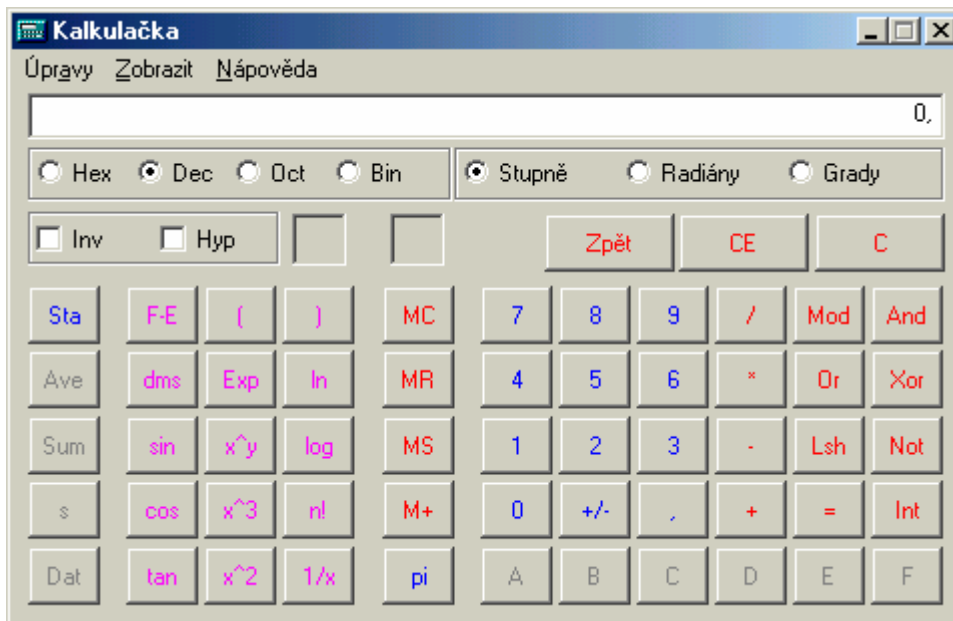 Kalkulačka
Úpravy Zobrazit Nápověda
0,
Hex Dec Oct Bin Stupně Radiány Grady
Inv Hyp Zpět CE C
Sta F-E ( ) MC 7 8 9 / Mod And
Ave dms Exp ln MR 4 5 6 * Or Xor
Sum sin x^y log MS 1 2 3 - Lsh Not
s cos x^3 n! M+ 0 +/- , + = Int
Dat tan x^2 1/x pi A B C D E F